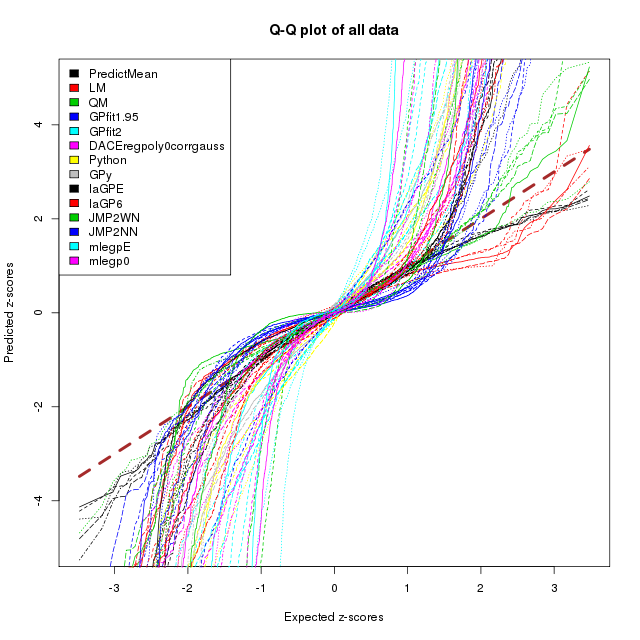 Q-Q plot of all data
PredictMean
LM
QM
GPfit1.95
GPfit2
DACEregpoly0corrgauss
Python
GPy
laGPE
laGP6
JMP2WN
JMP2NN
mlegpE
mlegp0
4
2
0
-2
-4
Predicted z-scores
-3 -2 -1 0 1 2 3
Expected z-scores